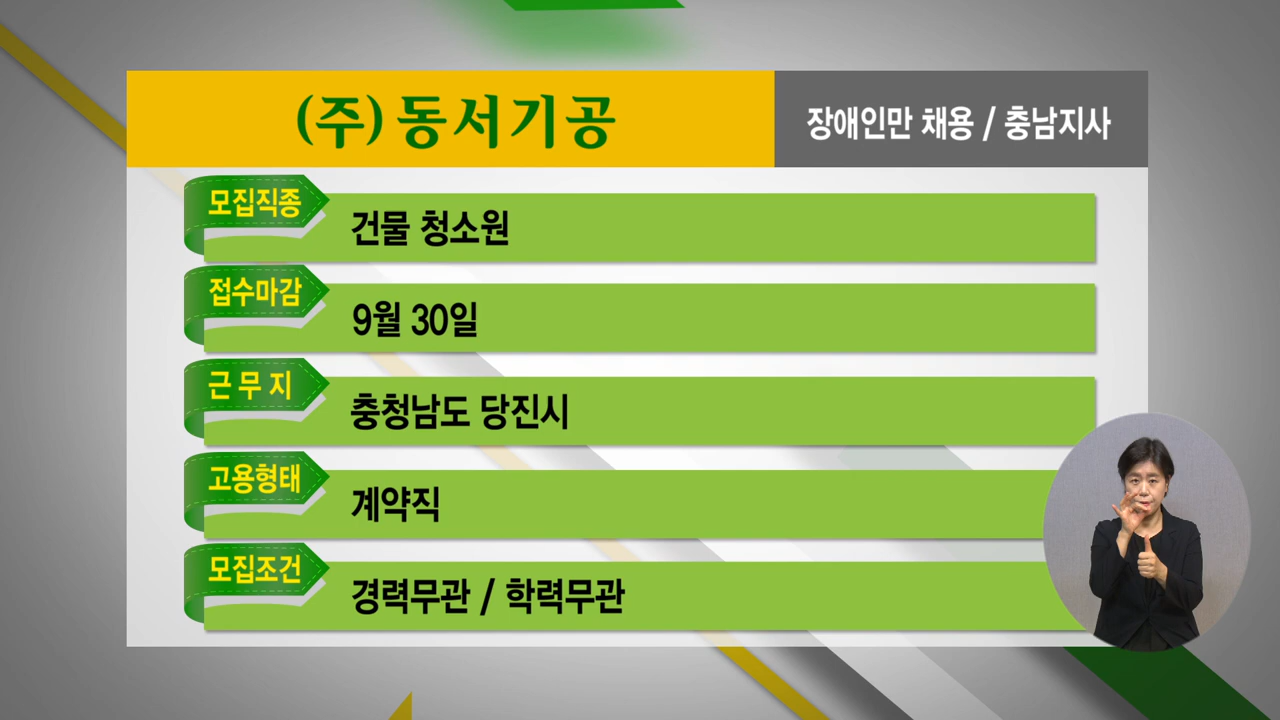 (주)동서기공
장애인만 채용 / 충남지사
모집직종
건물 청소원
접수마감
9월 30일
근 무 지
충청남도 당진시
고용형태
계약직
모집조건
경력무관 / 학력무관